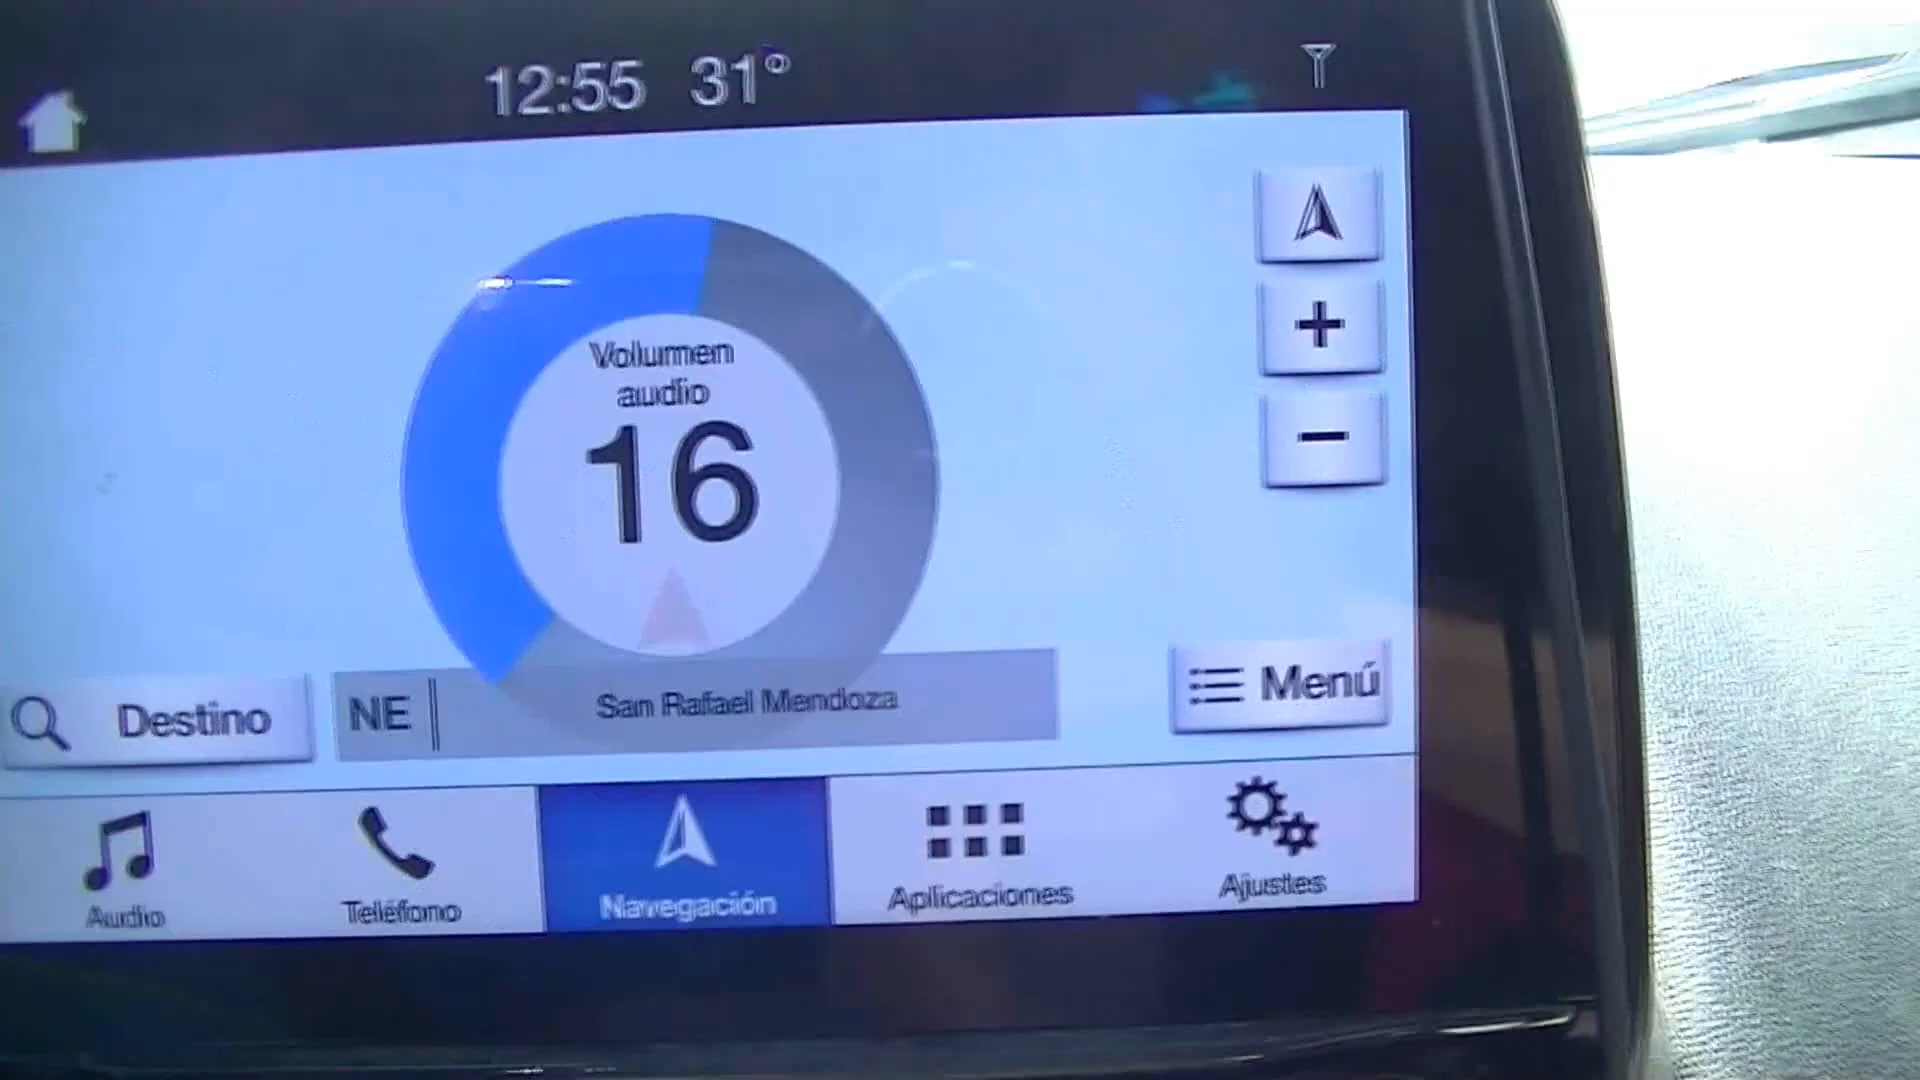 12:55 31°
Volumen
audio
16
Destino
NE
San Rafael Mendoza
Menú
Audio
Teléfono
Navegación
Aplicaciones
Ajustes